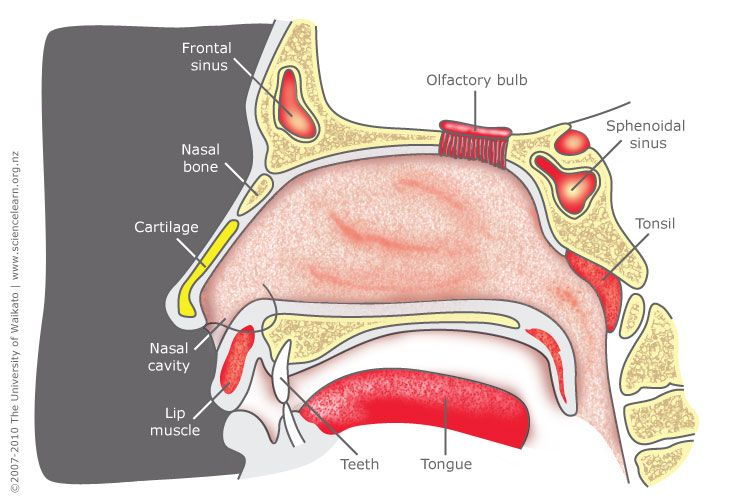 Frontal
sinus
Olfactory bulb
Sphenoidal
sinus
Nasal
bone
Cartilage
Tonsil
Nasal
cavity
Lip
muscle
Teeth
Tongue
©2007–2010 The University of Waikato | www.sciencelearn.org.nz